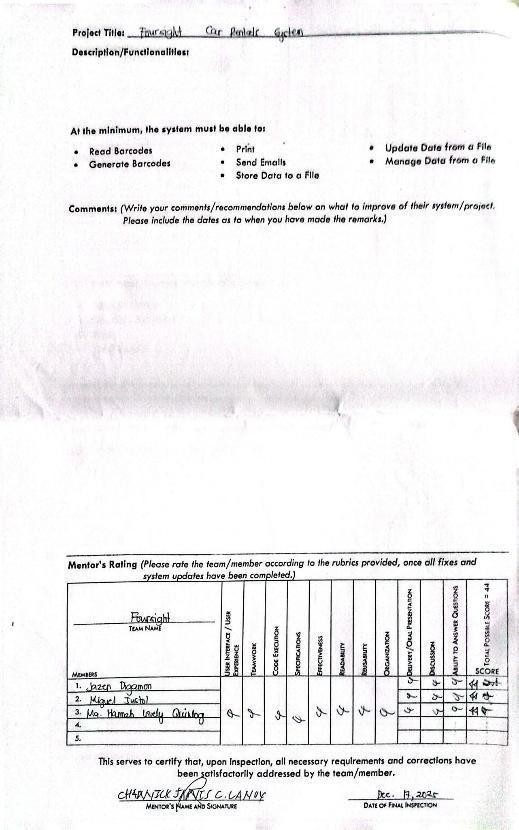 Project Title: Foursight Car Rentals System
Description/Functionalities:
At the minimum, the system must be able to:
• Read Barcodes
• Generate Barcodes
• Print
• Send Emails
• Store Data to a File
• Update Data from a File
• Manage Data from a File
Comments: (Write your comments/recommendations below on what to improve of their system/project.
Please include the dates as to when you have made the remarks.)
Mentor's Rating (Please rate the team/member according to the rubrics provided, once all fixes and
system updates have been completed.)
Foursight
TEAM NAME
MEMBERS
USER INTERFACE / USER EXPERIENCE
TEAMWORK
CODE EXECUTION
SPECIFICATIONS
EFFECTIVENESS
READABILITY
REUSABILITY
ORGANIZATION
DELIVERY/ORAL PRESENTATION
DISCUSSION
ABILITY TO ANSWER QUESTIONS
TOTAL POSSIBLE SCORE = 44
SCORE
1. Jazen Digamon 4 4 4 44
2. Miguel 4 4 4 44
3. Ma. Hannah Lovely 4 4 4 4 4 4 4 4 4 4 4 44
4.
5.
This serves to certify that, upon inspection, all necessary requirements and corrections have
been satisfactorily addressed by the team/member.
MENTOR'S NAME AND SIGNATURE
Dec. 17, 2025
DATE OF FINAL INSPECTION